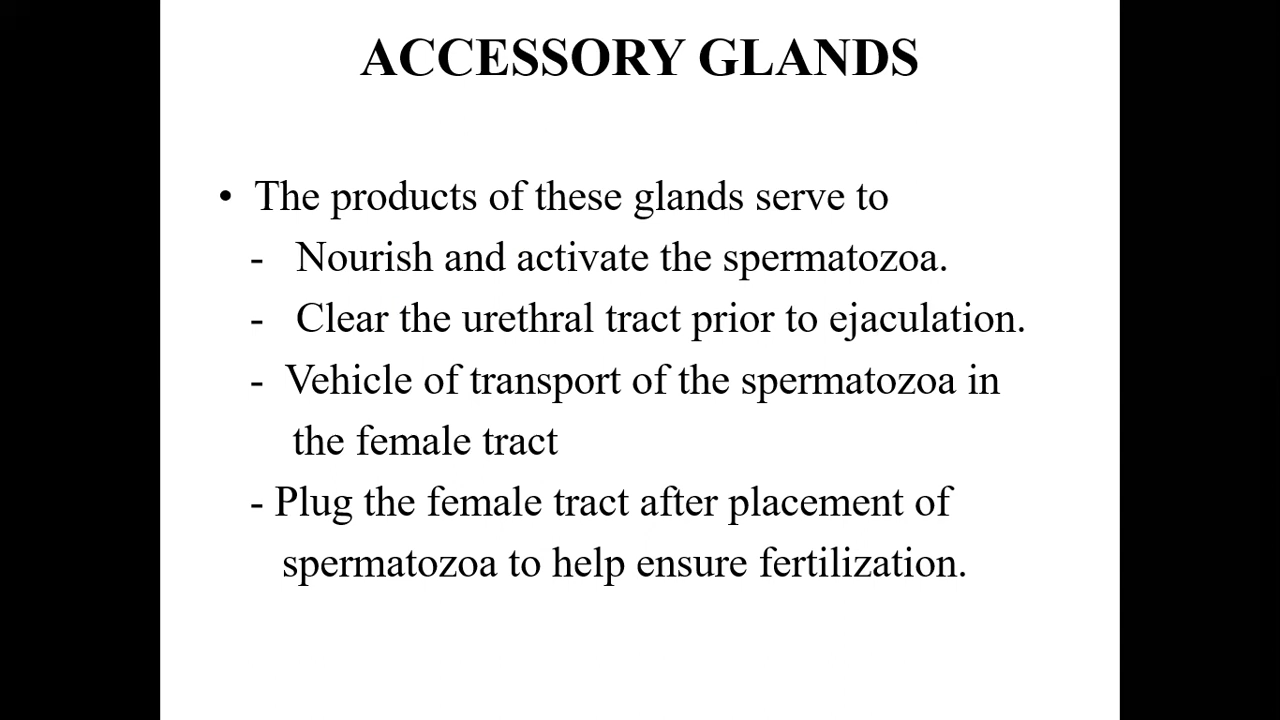 ACCESSORY GLANDS
• The products of these glands serve to
- Nourish and activate the spermatozoa.
- Clear the urethral tract prior to ejaculation.
- Vehicle of transport of the spermatozoa in
the female tract
- Plug the female tract after placement of
spermatozoa to help ensure fertilization.